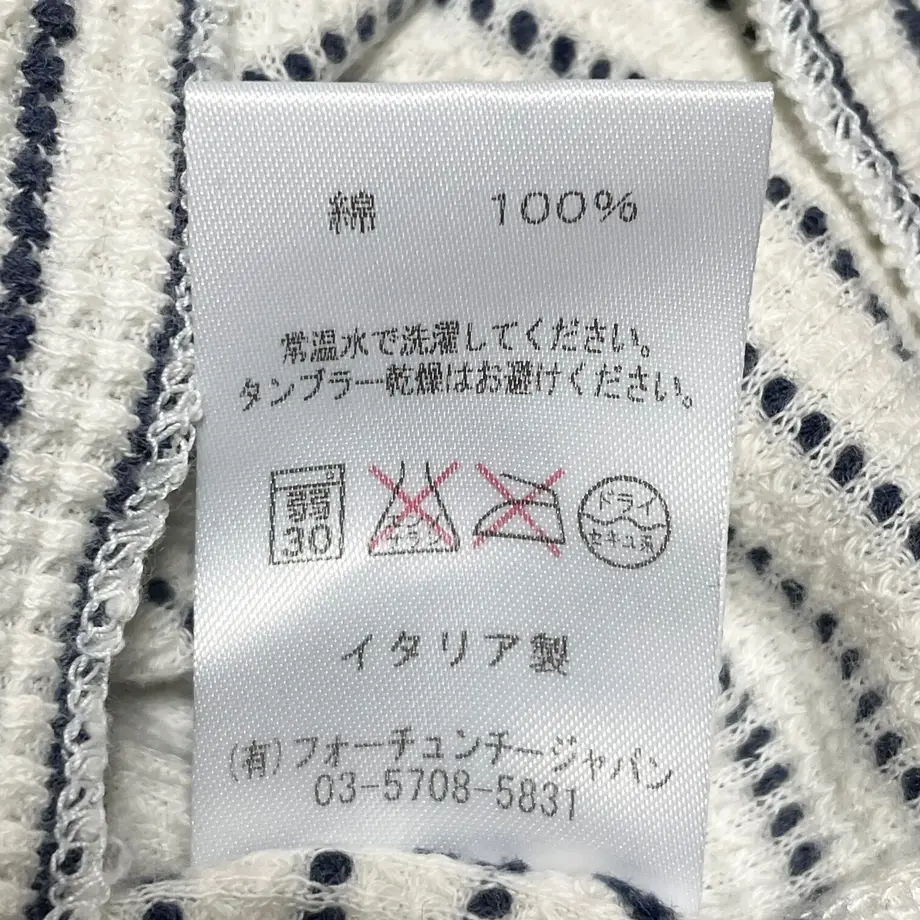 綿 100%
常温水で洗濯してください。
タンブラー乾燥はお避けください。
弱
30
エンソ
サラシ
ドライ
セキユ系
イタリア製
(有)フォーチュンチージャパン
03-5708-5831